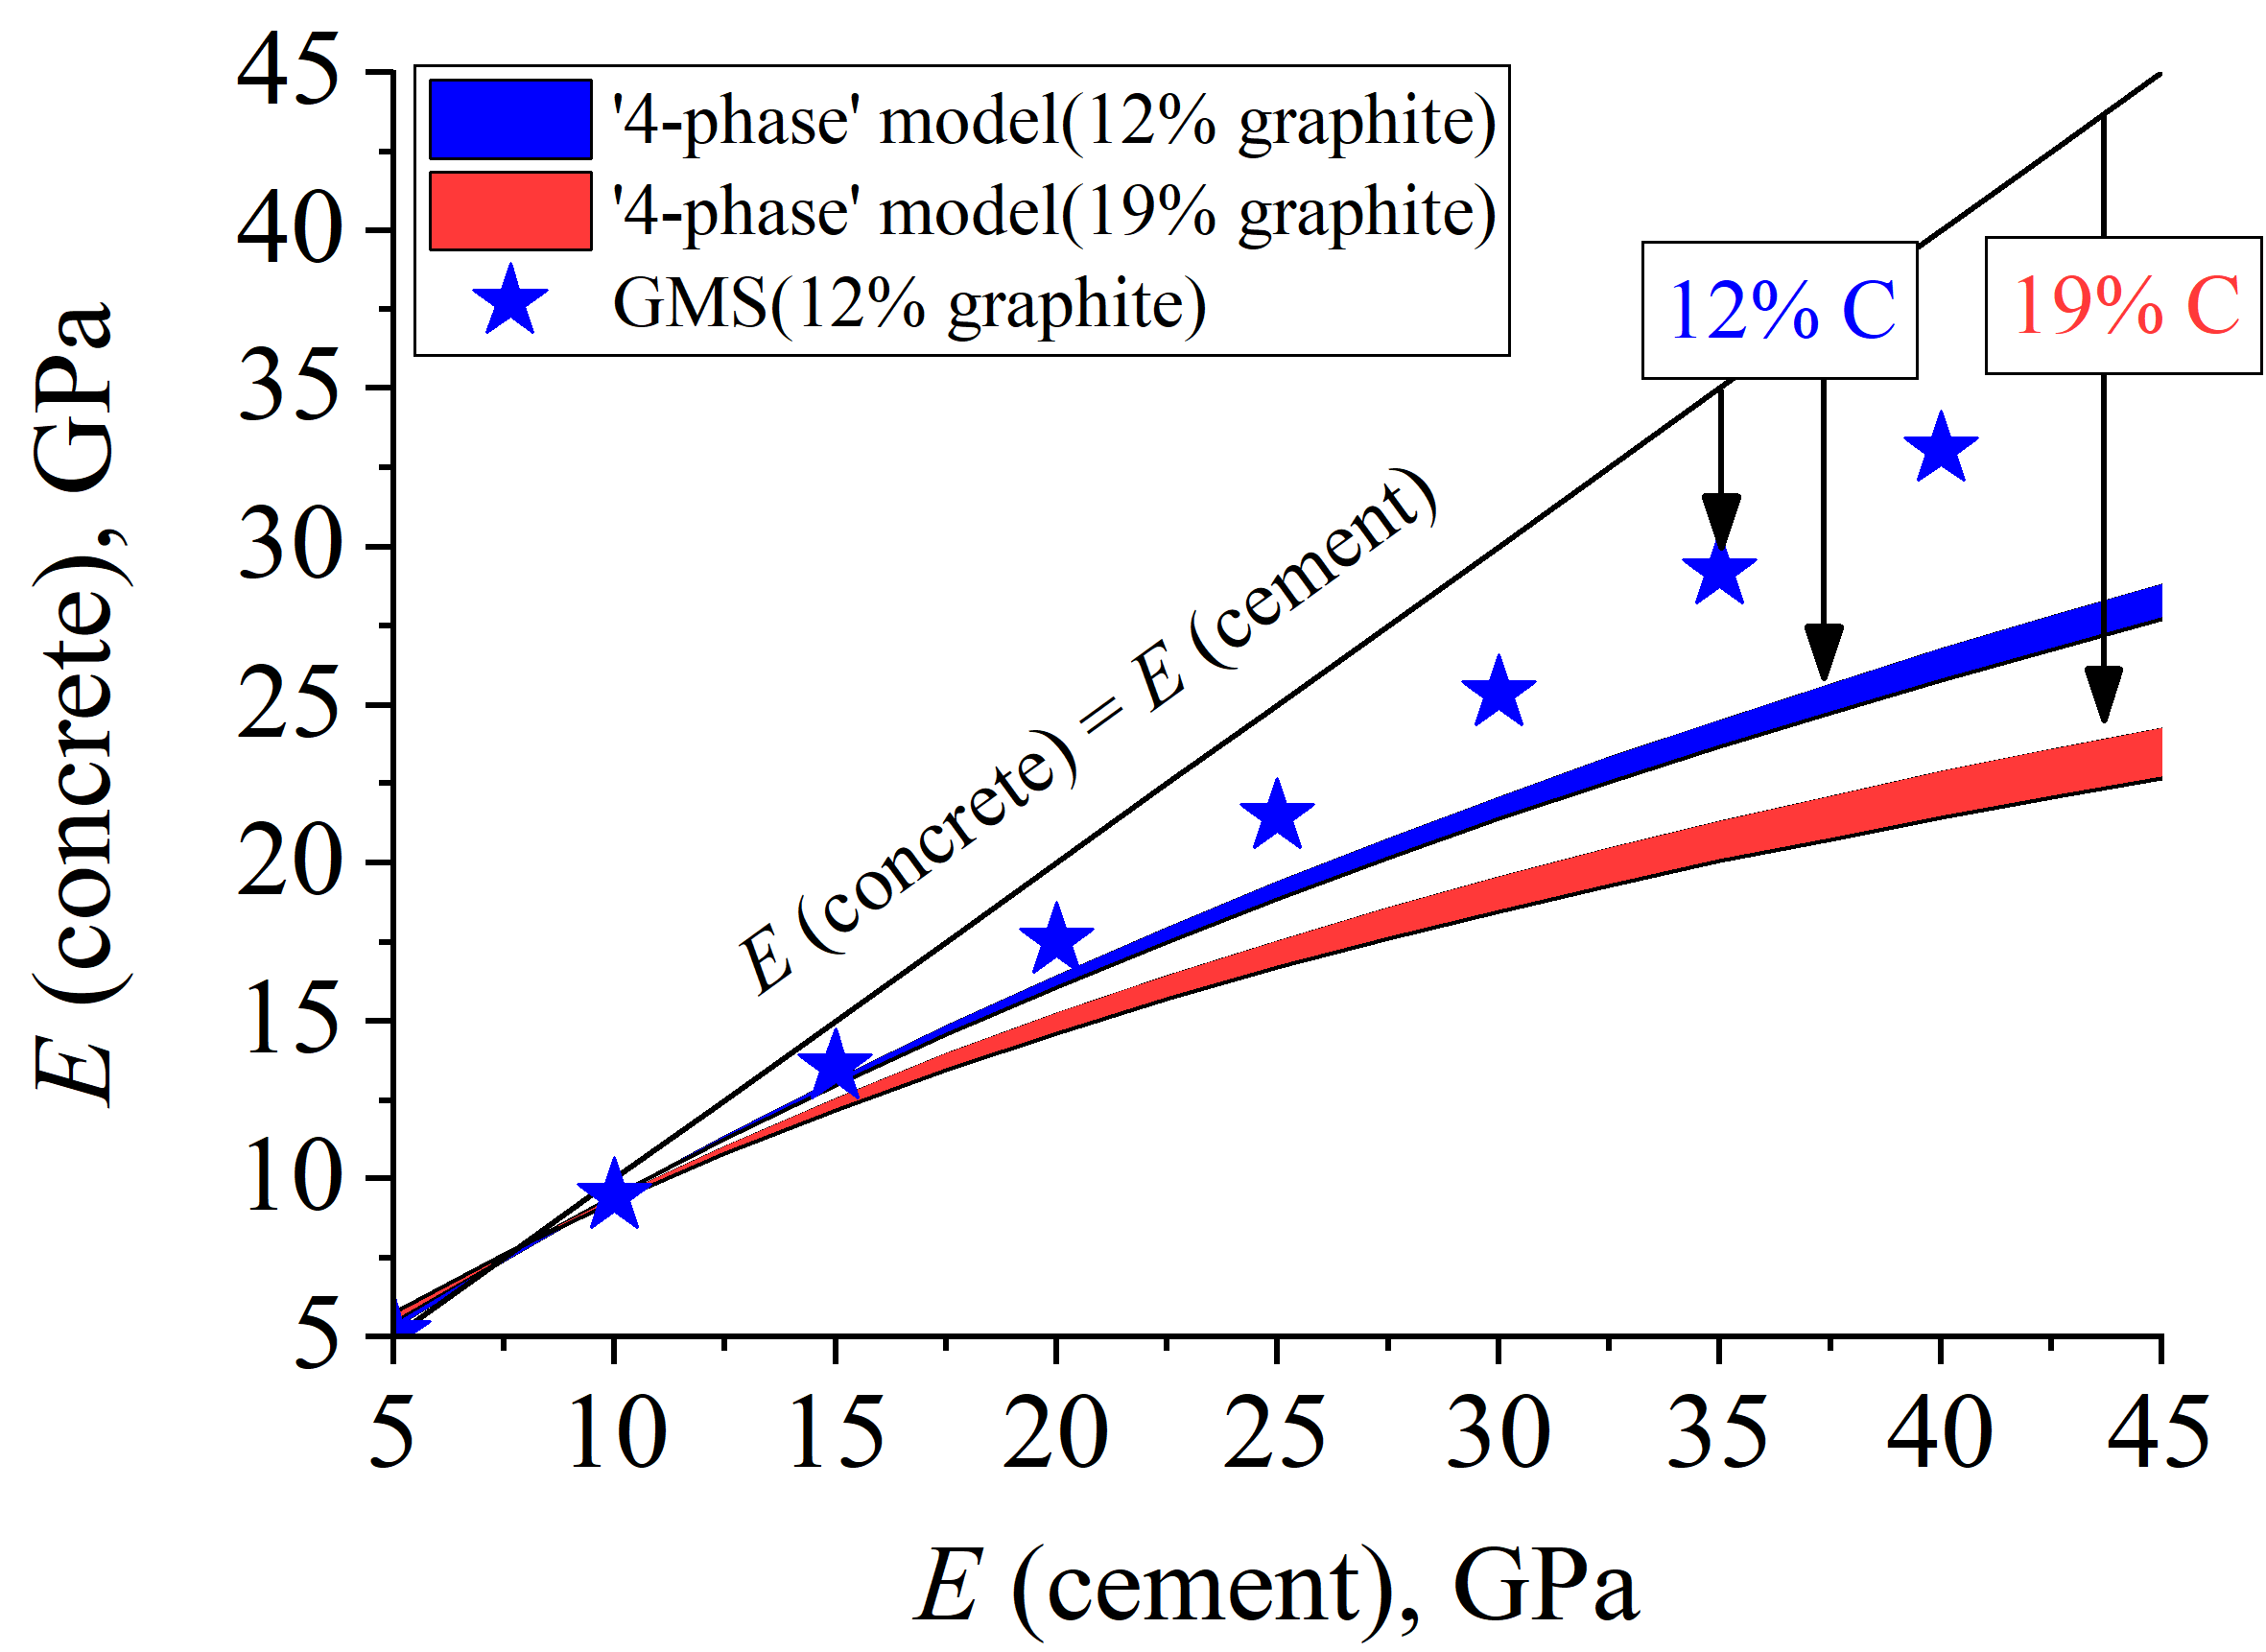 45
40
35
30
25
20
15
10
5
E (concrete), GPa
'4-phase' model(12% graphite)
'4-phase' model(19% graphite)
GMS(12% graphite)
12% C
19% C
E (concrete) = E (cement)
5 10 15 20 25 30 35 40 45
E (cement), GPa